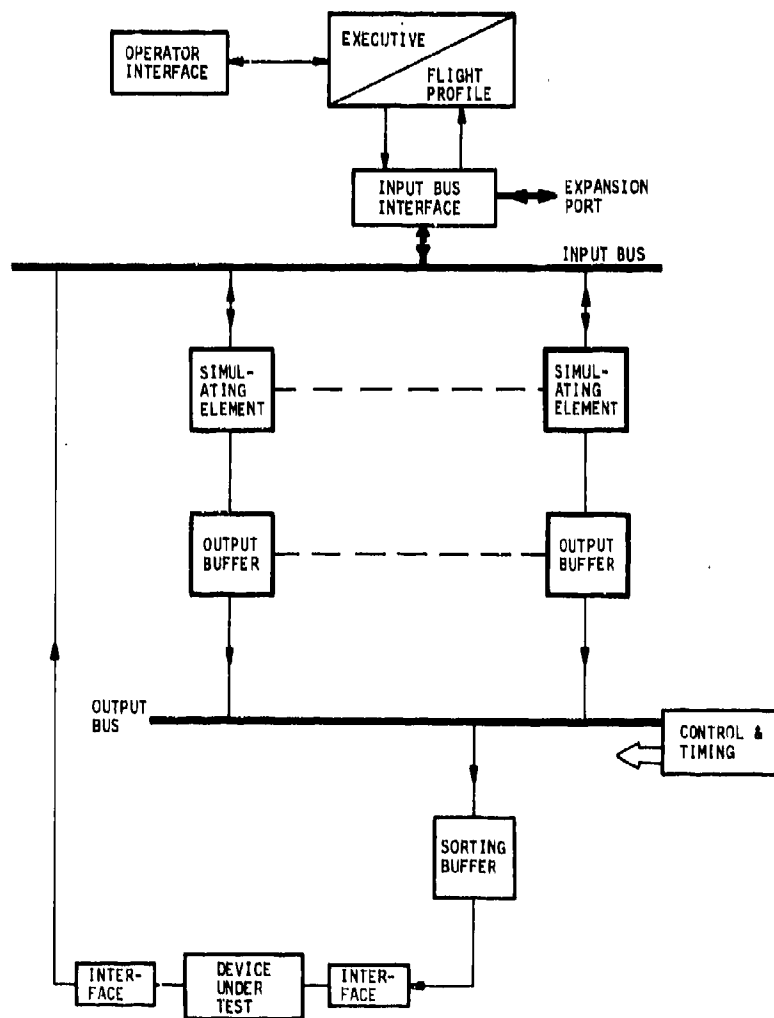 OPERATOR
INTERFACE
EXECUTIVE
FLIGHT
PROFILE
INPUT BUS
INTERFACE
EXPANSION
PORT
INPUT BUS
SIMUL-
ATING
ELEMENT
SIMUL-
ATING
ELEMENT
OUTPUT
BUFFER
OUTPUT
BUFFER
OUTPUT
BUS
CONTROL &
TIMING
SORTING
BUFFER
INTER-
FACE
DEVICE
UNDER
TEST
INTER-
FACE